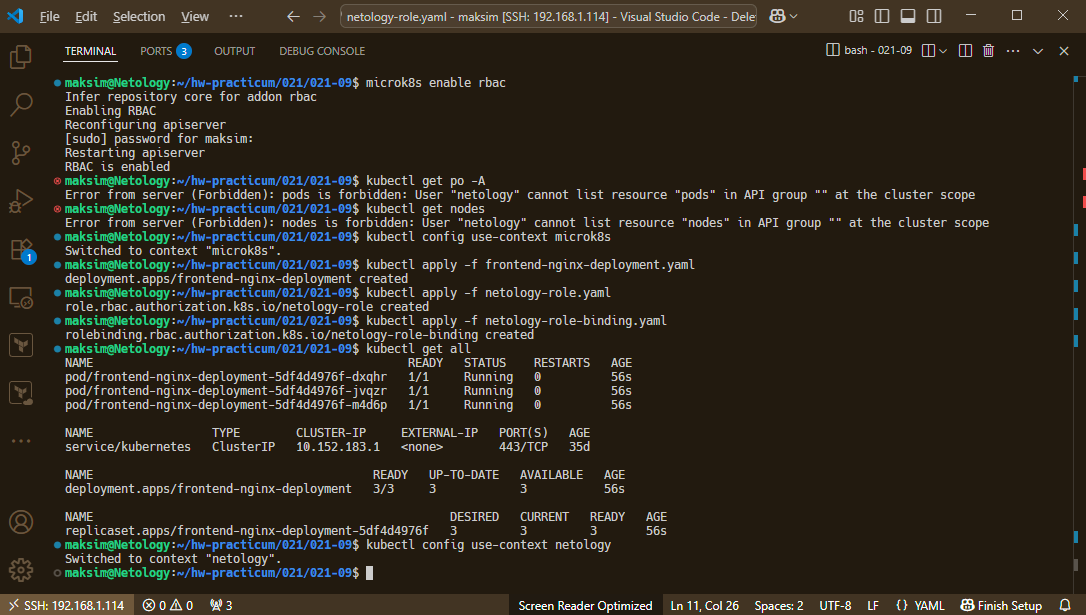 File Edit Selection View ··· netology-role.yaml - maksim [SSH: 192.168.1.114] - Visual Studio Code - Dele
TERMINAL PORTS 3 OUTPUT DEBUG CONSOLE bash - 021-09
maksim@Netology:~/hw-practicum/021/021-09$ microk8s enable rbac
Infer repository core for addon rbac
Enabling RBAC
Reconfiguring apiserver
[sudo] password for maksim:
Restarting apiserver
RBAC is enabled
maksim@Netology:~/hw-practicum/021/021-09$ kubectl get po -A
Error from server (Forbidden): pods is forbidden: User "netology" cannot list resource "pods" in API group "" at the cluster scope
maksim@Netology:~/hw-practicum/021/021-09$ kubectl get nodes
Error from server (Forbidden): nodes is forbidden: User "netology" cannot list resource "nodes" in API group "" at the cluster scope
maksim@Netology:~/hw-practicum/021/021-09$ kubectl config use-context microk8s
Switched to context "microk8s".
maksim@Netology:~/hw-practicum/021/021-09$ kubectl apply -f frontend-nginx-deployment.yaml
deployment.apps/frontend-nginx-deployment created
maksim@Netology:~/hw-practicum/021/021-09$ kubectl apply -f netology-role.yaml
role.rbac.authorization.k8s.io/netology-role created
maksim@Netology:~/hw-practicum/021/021-09$ kubectl apply -f netology-role-binding.yaml
rolebinding.rbac.authorization.k8s.io/netology-role-binding created
maksim@Netology:~/hw-practicum/021/021-09$ kubectl get all
NAME READY STATUS RESTARTS AGE
pod/frontend-nginx-deployment-5df4d4976f-dxqhr 1/1 Running 0 56s
pod/frontend-nginx-deployment-5df4d4976f-jvqzr 1/1 Running 0 56s
pod/frontend-nginx-deployment-5df4d4976f-m4d6p 1/1 Running 0 56s
NAME TYPE CLUSTER-IP EXTERNAL-IP PORT(S) AGE
service/kubernetes ClusterIP 10.152.183.1 <none> 443/TCP 35d
NAME READY UP-TO-DATE AVAILABLE AGE
deployment.apps/frontend-nginx-deployment 3/3 3 3 56s
NAME DESIRED CURRENT READY AGE
replicaset.apps/frontend-nginx-deployment-5df4d4976f 3 3 3 56s
maksim@Netology:~/hw-practicum/021/021-09$ kubectl config use-context netology
Switched to context "netology".
maksim@Netology:~/hw-practicum/021/021-09$
1
SSH: 192.168.1.114 0 0 3 Screen Reader Optimized Ln 11, Col 26 Spaces: 2 UTF-8 LF {} YAML Finish Setup